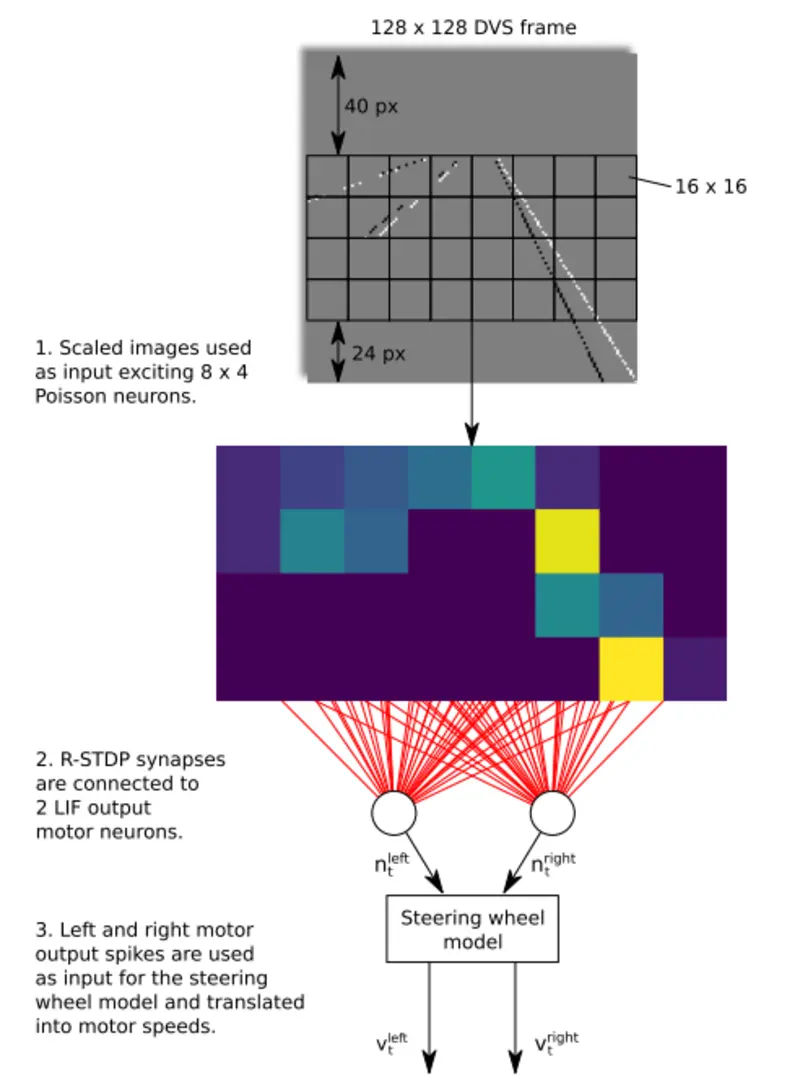 128 x 128 DVS frame
40 px
16 x 16
24 px
1. Scaled images used
as input exciting 8 x 4
Poisson neurons.
2. R-STDP synapses
are connected to
2 LIF output
motor neurons.
n_t^left
n_t^right
Steering wheel
model
3. Left and right motor
output spikes are used
as input for the steering
wheel model and translated
into motor speeds.
v_t^left
v_t^right